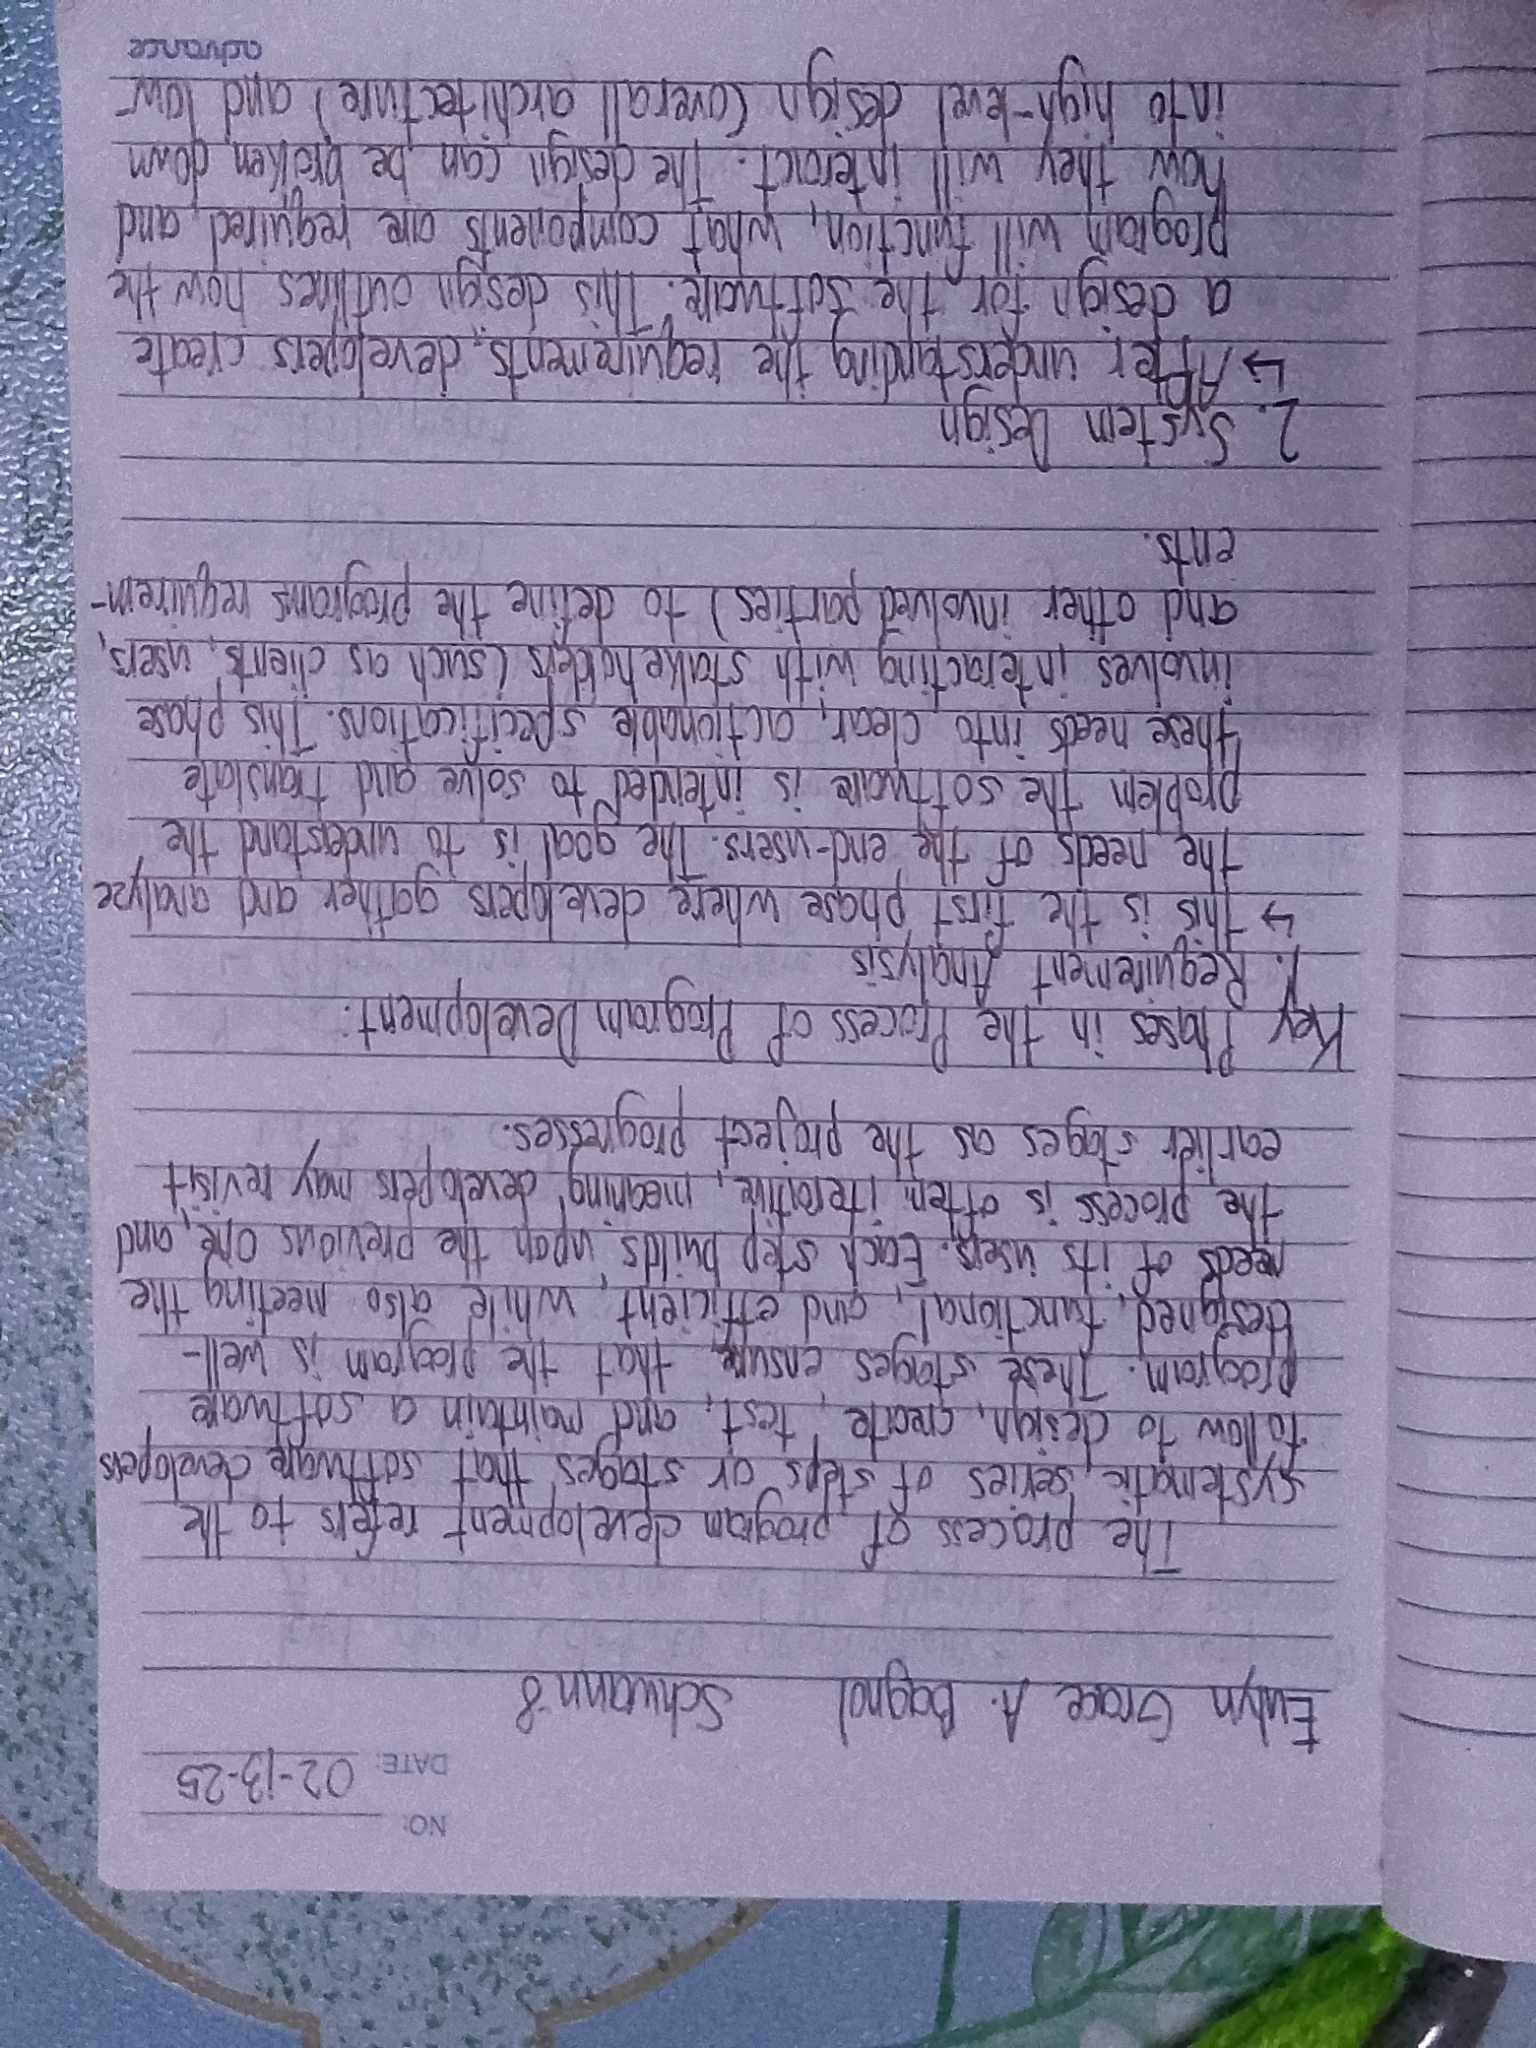 NO:
DATE: 02-13-25
Evelyn Grace A. Bagnol Schwann-8
The process of program development refers to the
systematic series of steps or stages that software developers
follow to design, create, test, and maintain a software
program. These stages ensure that the program is well-
designed, functional, and efficient, while also meeting the
needs of its users. Each step builds upon the previous one, and
the process is often iterative, meaning developers may revisit
earlier stages as the project progresses.
Key Phases in the Process of Program Development:
1. Requirement Analysis
↳ This is the first phase where developers gather and analyze
the needs of the end-users. The goal is to understand the
problem the software is intended to solve and translate
these needs into clear, actionable specifications. This phase
involves interacting with stakeholders (such as clients, users,
and other involved parties) to define the programs requirem-
ents.
2. System Design
↳ After understanding the requirements, developers create
a design for the software. This design outlines how the
program will function, what components are required, and
how they will interact. The design can be broken down
into high-level design (overall architecture) and low-
advance